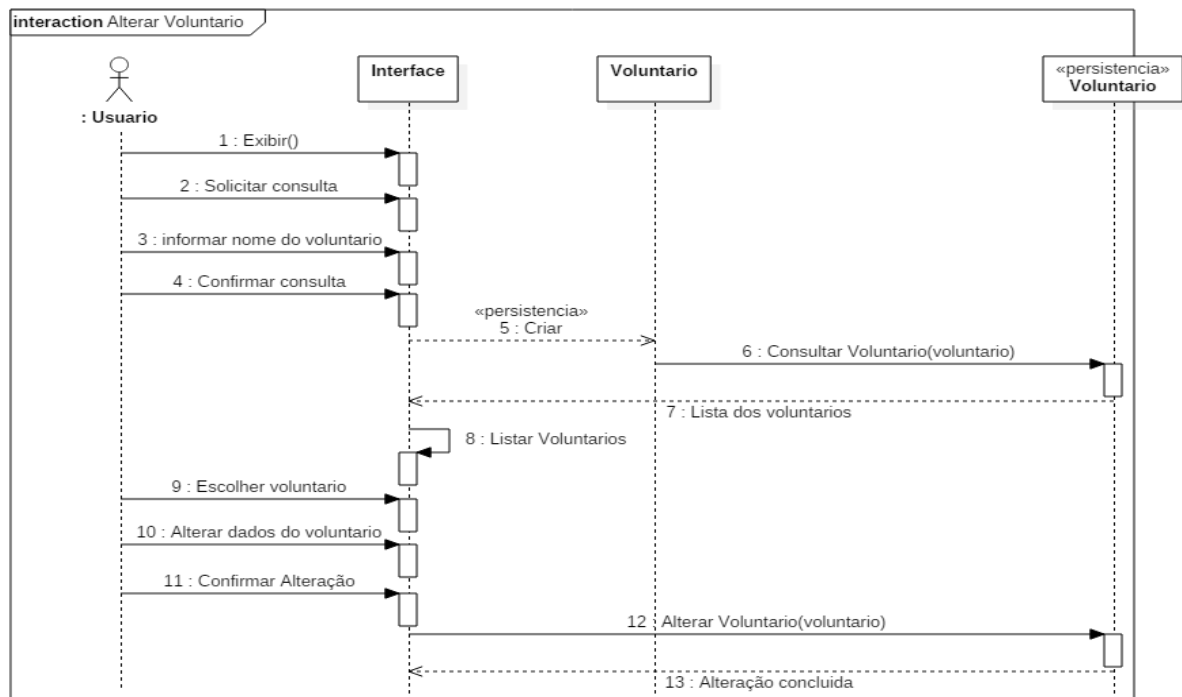 interaction Alterar Voluntario
Interface
Voluntario
«persistencia»
Voluntario
: Usuario
1 : Exibir()
2 : Solicitar consulta
3 : informar nome do voluntario
4 : Confirmar consulta
«persistencia»
5 : Criar
6 : Consultar Voluntario(voluntario)
7 : Lista dos voluntarios
8 : Listar Voluntarios
9 : Escolher voluntario
10 : Alterar dados do voluntario
11 : Confirmar Alteração
12 : Alterar Voluntario(voluntario)
13 : Alteração concluida